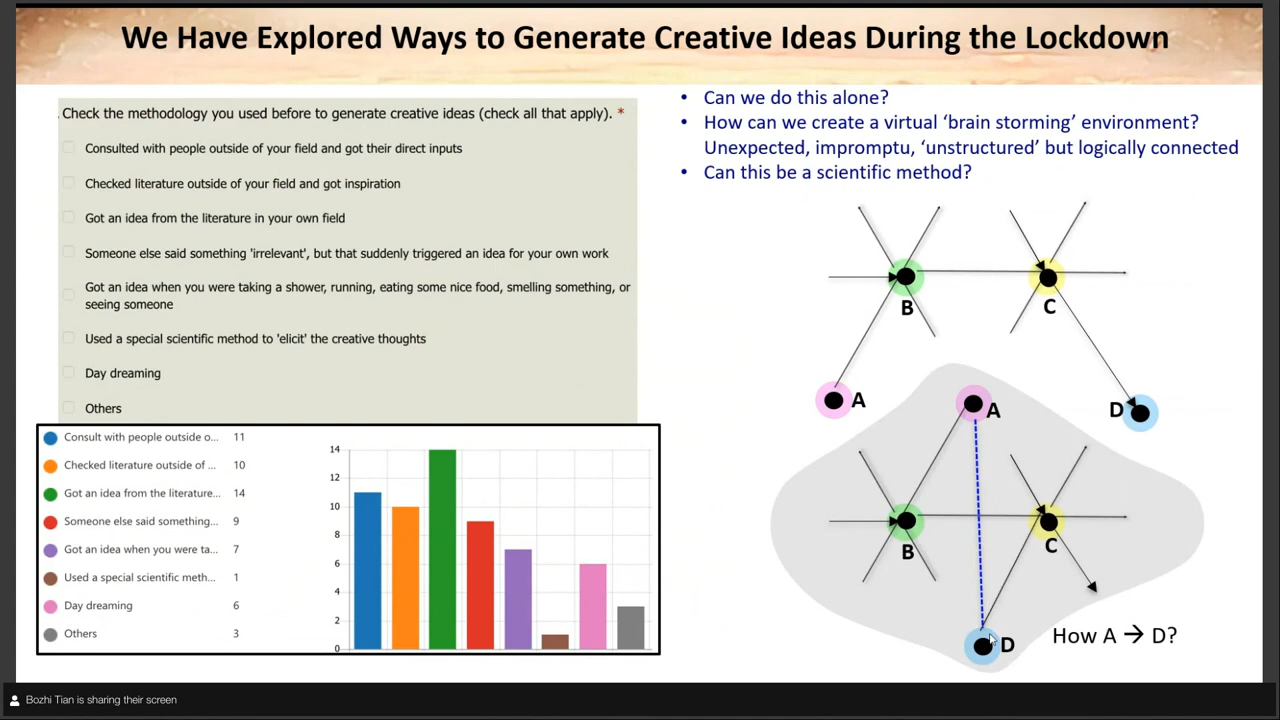 We Have Explored Ways to Generate Creative Ideas During the Lockdown
. Check the methodology you used before to generate creative ideas (check all that apply). *
Consulted with people outside of your field and got their direct inputs
Checked literature outside of your field and got inspiration
Got an idea from the literature in your own field
Someone else said something 'irrelevant', but that suddenly triggered an idea for your own work
Got an idea when you were taking a shower, running, eating some nice food, smelling something, or
seeing someone
Used a special scientific method to 'elicit' the creative thoughts
Day dreaming
Others
Consult with people outside o... 11
Checked literature outside of ... 10
Got an idea from the literature... 14
Someone else said something... 9
Got an idea when you were ta... 7
Used a special scientific meth... 1
Day dreaming 6
Others 3
14
12
10
8
6
4
2
0
• Can we do this alone?
• How can we create a virtual ‘brain storming’ environment?
Unexpected, impromptu, ‘unstructured’ but logically connected
• Can this be a scientific method?
B
C
A
D
A
B
C
D
How A → D?
Bozhi Tian is sharing their screen